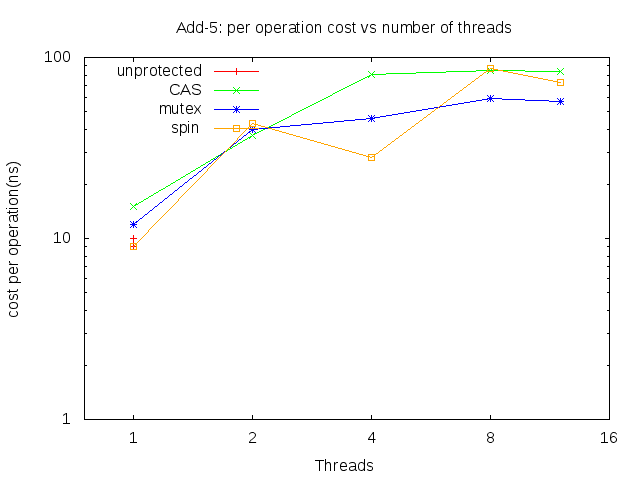 Add-5: per operation cost vs number of threads
100
10
1
cost per operation(ns)
unprotected
CAS
mutex
spin
1 2 4 8 16
Threads